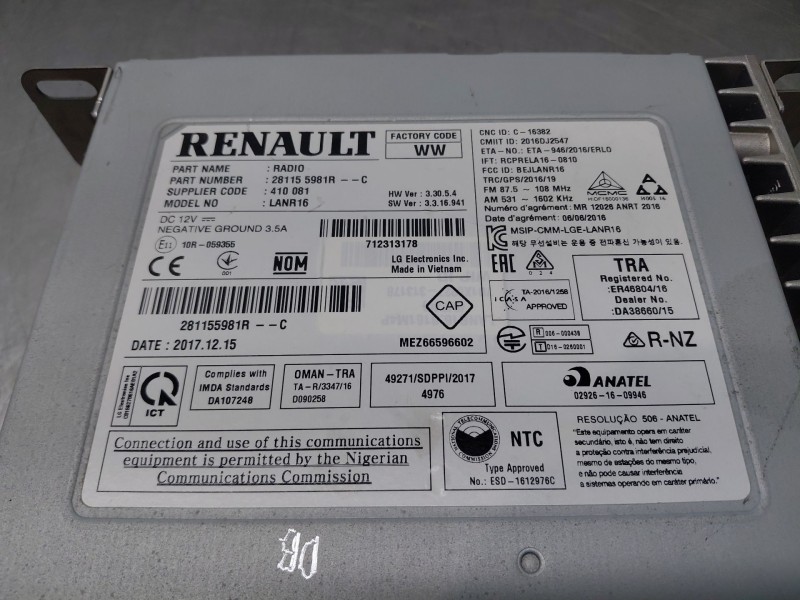 RENAULT
FACTORY CODE
WW
PART NAME : RADIO
PART NUMBER : 28115 5981R --C
SUPPLIER CODE : 410 081
MODEL NO : LANR16
HW Ver : 3.30.5.4
SW Ver : 3.3.16.941
DC 12V
NEGATIVE GROUND 3.5A
E11 10R-059355
712313178
CE
001
NOM
LG Electronics Inc.
Made in Vietnam
281155981R --C
CAP
DATE : 2017.12.15
MEZ66596602
CNC ID: C-16382
CMIIT ID: 2016DJ2547
ETA-NO.: ETA-946/2016/ERLO
IFT: RCPRELA16-0810
FCC ID: BEJLANR16
TRC/GPS/2016/19
FM 87.5 ~ 108 MHz
AM 531 ~ 1602 KHz
MCMC
Numéro d'agrément: MR 12026 ANRT 2016
Date d'agrément: 06/06/2016
MSIP-CMM-LGE-LANR16
해당 무선설비는 운용 중 전파혼신 가능성이 있음.
EAC
024
TRA
Registered No.
:ER46804/16
Dealer No.
:DA38660/15
ICASA
TA-2016/1258
APPROVED
R
T
R-NZ
ICT
Complies with
IMDA Standards
DA107248
OMAN-TRA
TA-R/3347/16
D090258
49271/SDPPI/2017
4976
ANATEL
02926-16-09946
Connection and use of this communications
equipment is permitted by the Nigerian
Communications Commission
NTC
Type Approved
No.: ESD-1612976C
RESOLUÇÃO 506 - ANATEL
"Este equipamento opera em caráter
secundário, isto é, não tem direito
a proteção contra interferência prejudicial,
mesmo de estações do mesmo tipo,
e não pode causar interferência
a sistemas operando em caráter primário."